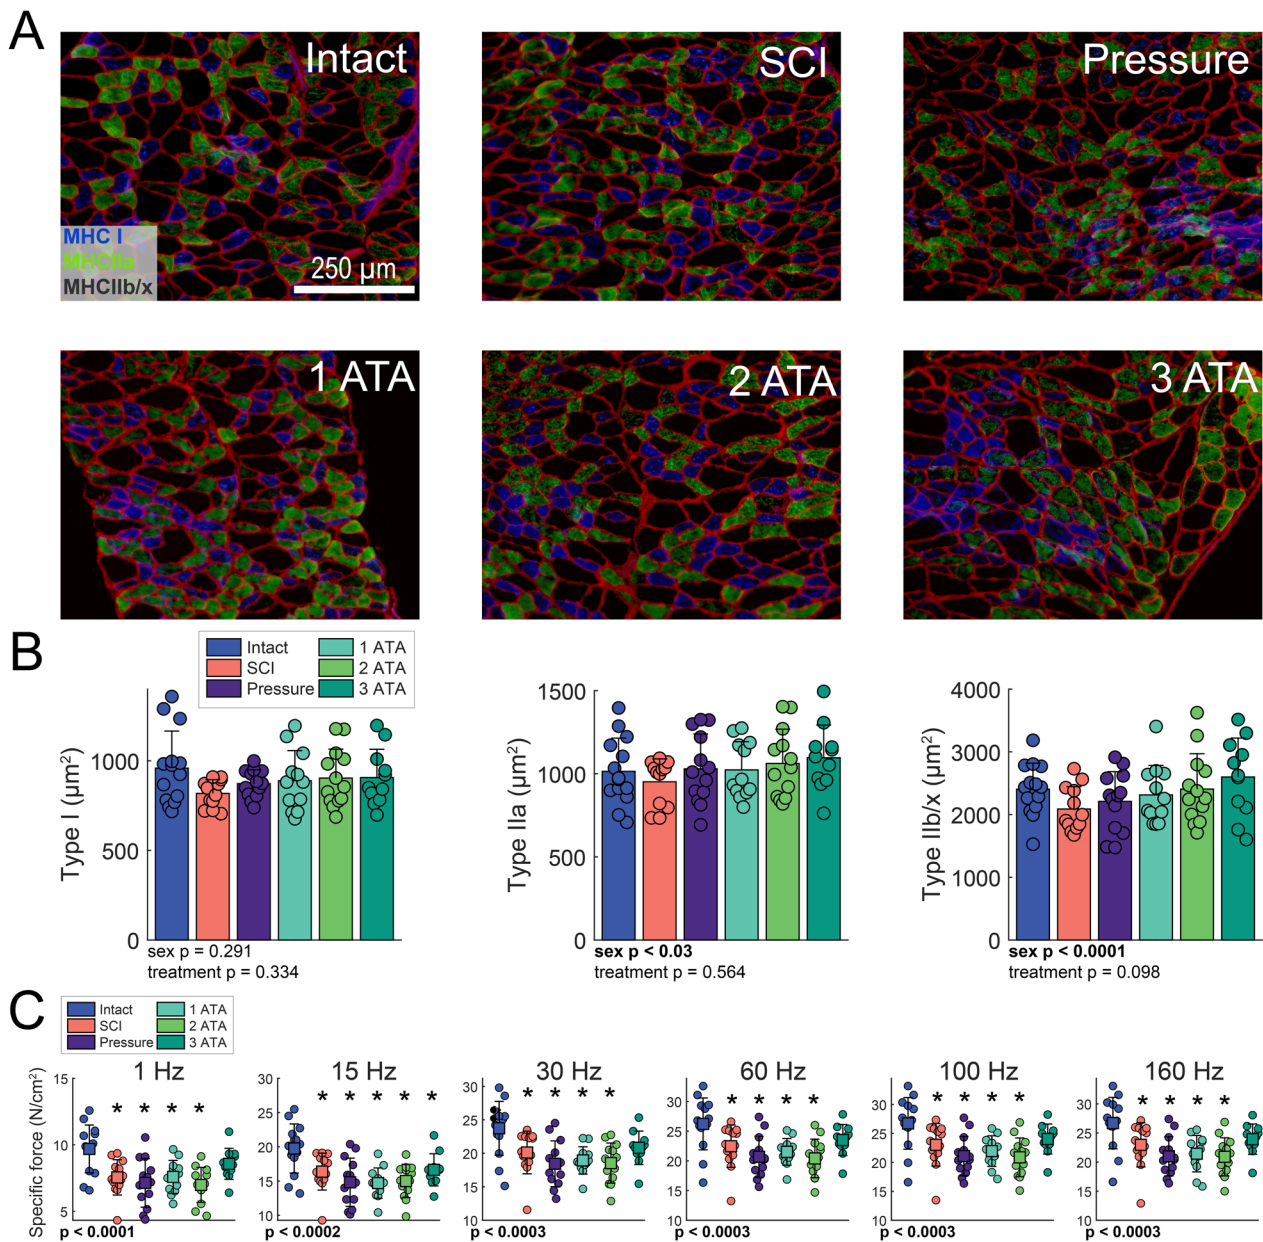 A
Intact
SCI
Pressure
MHC I
MHCIIa
MHCIIb/x
250 µm
1 ATA
2 ATA
3 ATA
B
Intact
1 ATA
SCI
2 ATA
Pressure
3 ATA
Type I (µm²)
1000
500
0
sex p = 0.291
treatment p = 0.334
Type IIa (µm²)
1500
1000
500
0
sex p < 0.03
treatment p = 0.564
Type IIb/x (µm²)
4000
3000
2000
1000
0
sex p < 0.0001
treatment p = 0.098
C
Intact
1 ATA
SCI
2 ATA
Pressure
3 ATA
Specific force (N/cm²)
1 Hz
15
10
5
* * * *
p < 0.0001
15 Hz
30
25
20
15
10
* * * * *
p < 0.0002
30 Hz
30
25
20
15
10
* * * *
p < 0.0003
60 Hz
30
25
20
15
10
* * * *
p < 0.0003
100 Hz
30
25
20
15
10
* * * *
p < 0.0003
160 Hz
30
25
20
15
10
* * * *
p < 0.0003